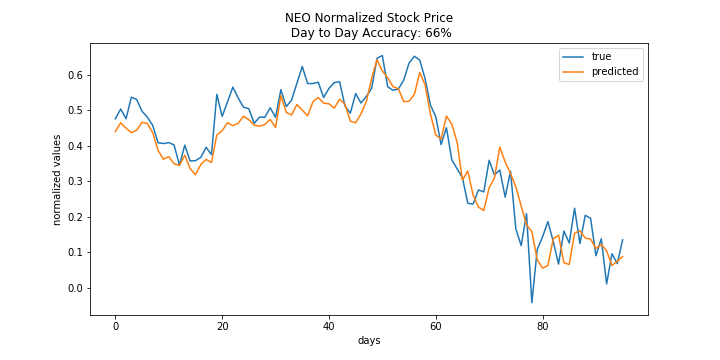 NEO Normalized Stock Price
Day to Day Accuracy: 66%
true
predicted
normalized values
0.6
0.5
0.4
0.3
0.2
0.1
0.0
0
20
40
60
80
days